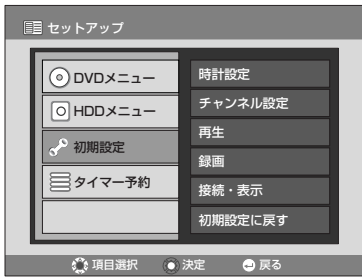 セットアップ
DVDメニュー
HDDメニュー
初期設定
タイマー予約
時計設定
チャンネル設定
再生
録画
接続・表示
初期設定に戻す
項目選択 決定 戻る